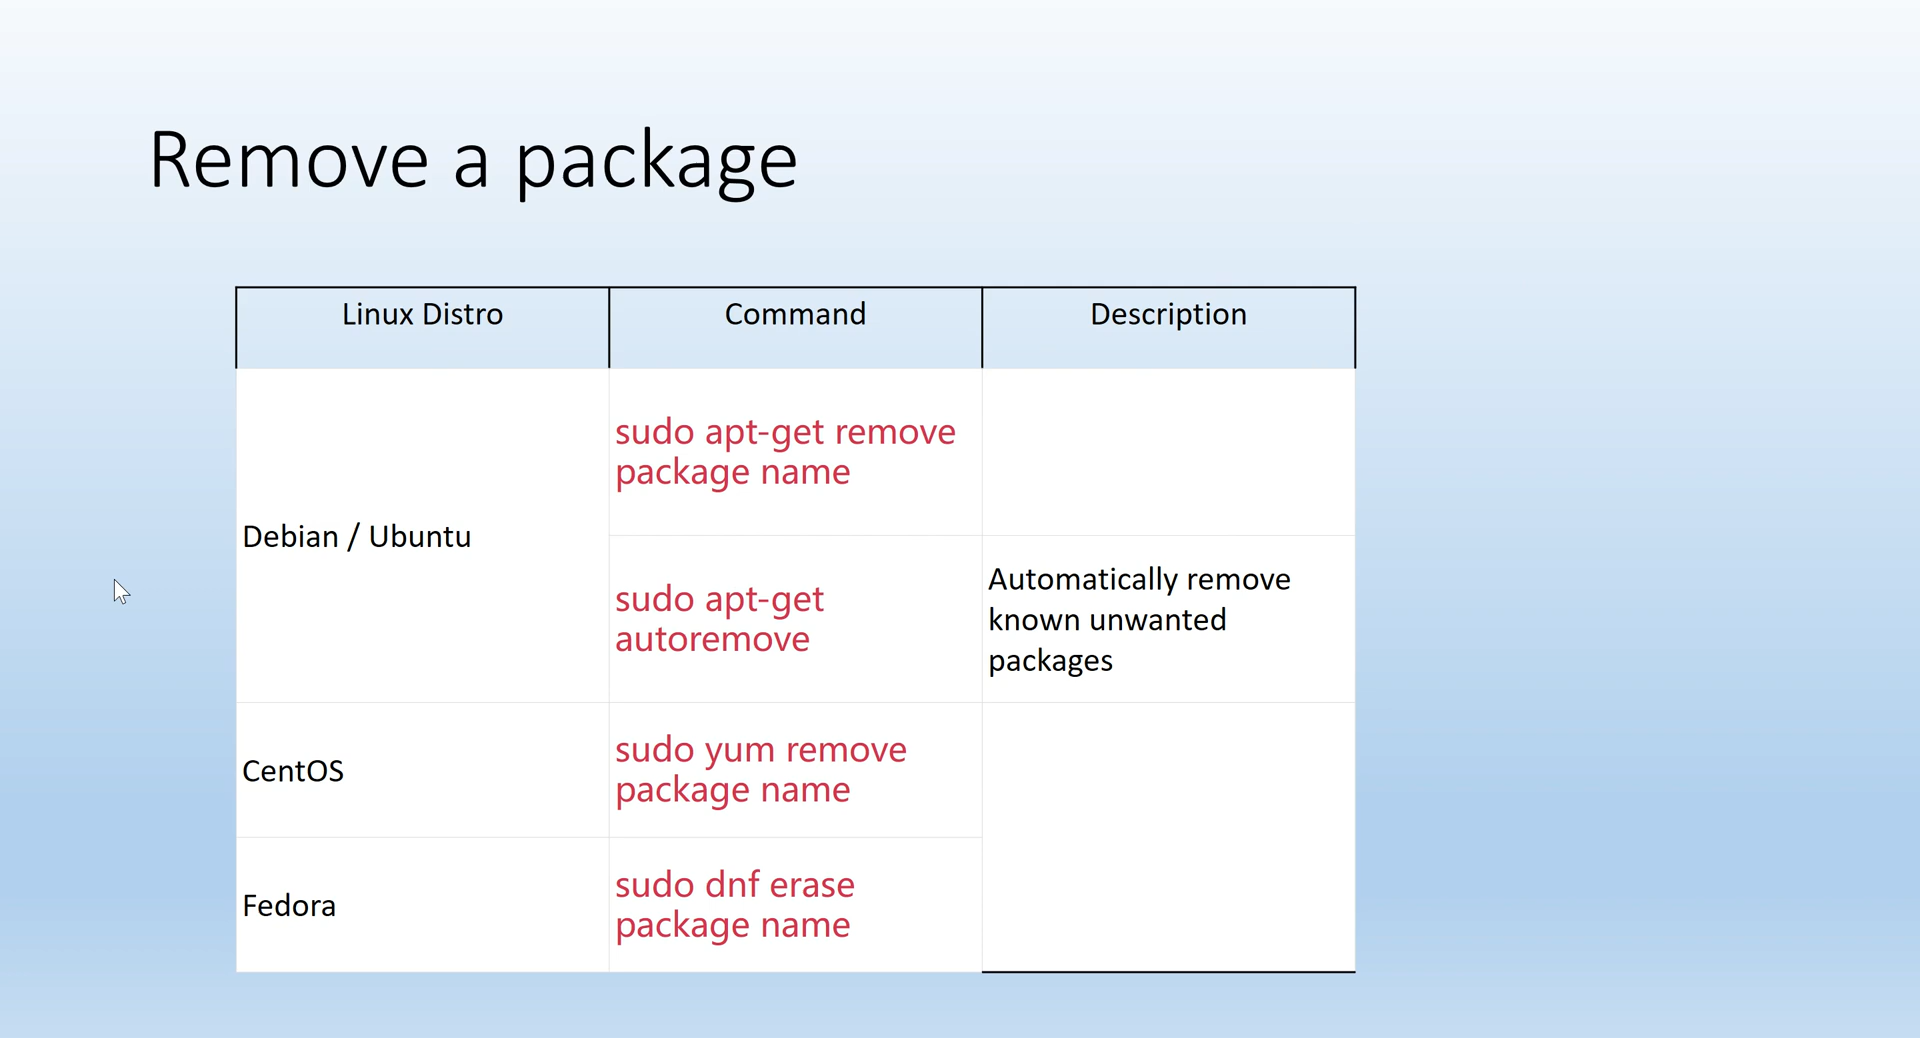 Remove a package
Linux Distro
Command
Description
Debian / Ubuntu
sudo apt-get remove
package name
sudo apt-get
autoremove
Automatically remove
known unwanted
packages
CentOS
sudo yum remove
package name
Fedora
sudo dnf erase
package name